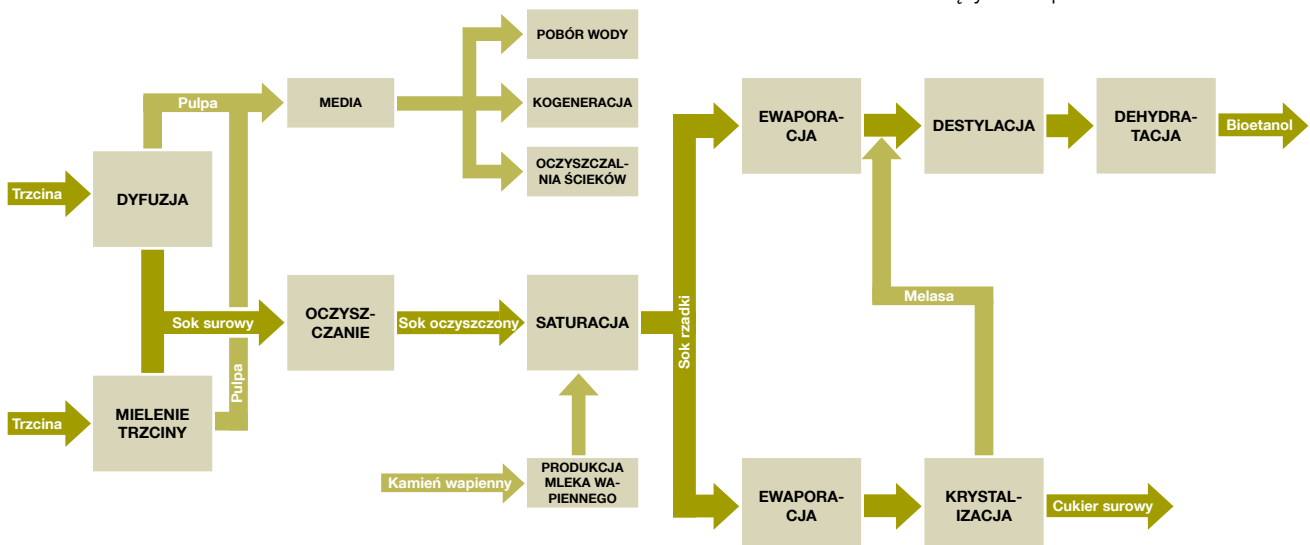 POBÓR WODY
Pulpa
MEDIA
KOGENERACJA
EWAPORA-
CJA
DESTYLACJA
DEHYDRA-
TACJA
Bioetanol
OCZYSZCZAL-
NIA ŚCIEKÓW
Trzcina
DYFUZJA
Sok surowy
OCZYSZ-
CZANIE
Sok oczyszczony
SATURACJA
Sok rzadki
Melasa
Pulpa
Trzcina
MIELENIE
TRZCINY
Kamień wapienny
PRODUKCJA
MLEKA WA-
PIENNEGO
EWAPORA-
CJA
KRYSTAL-
IZACJA
Cukier surowy